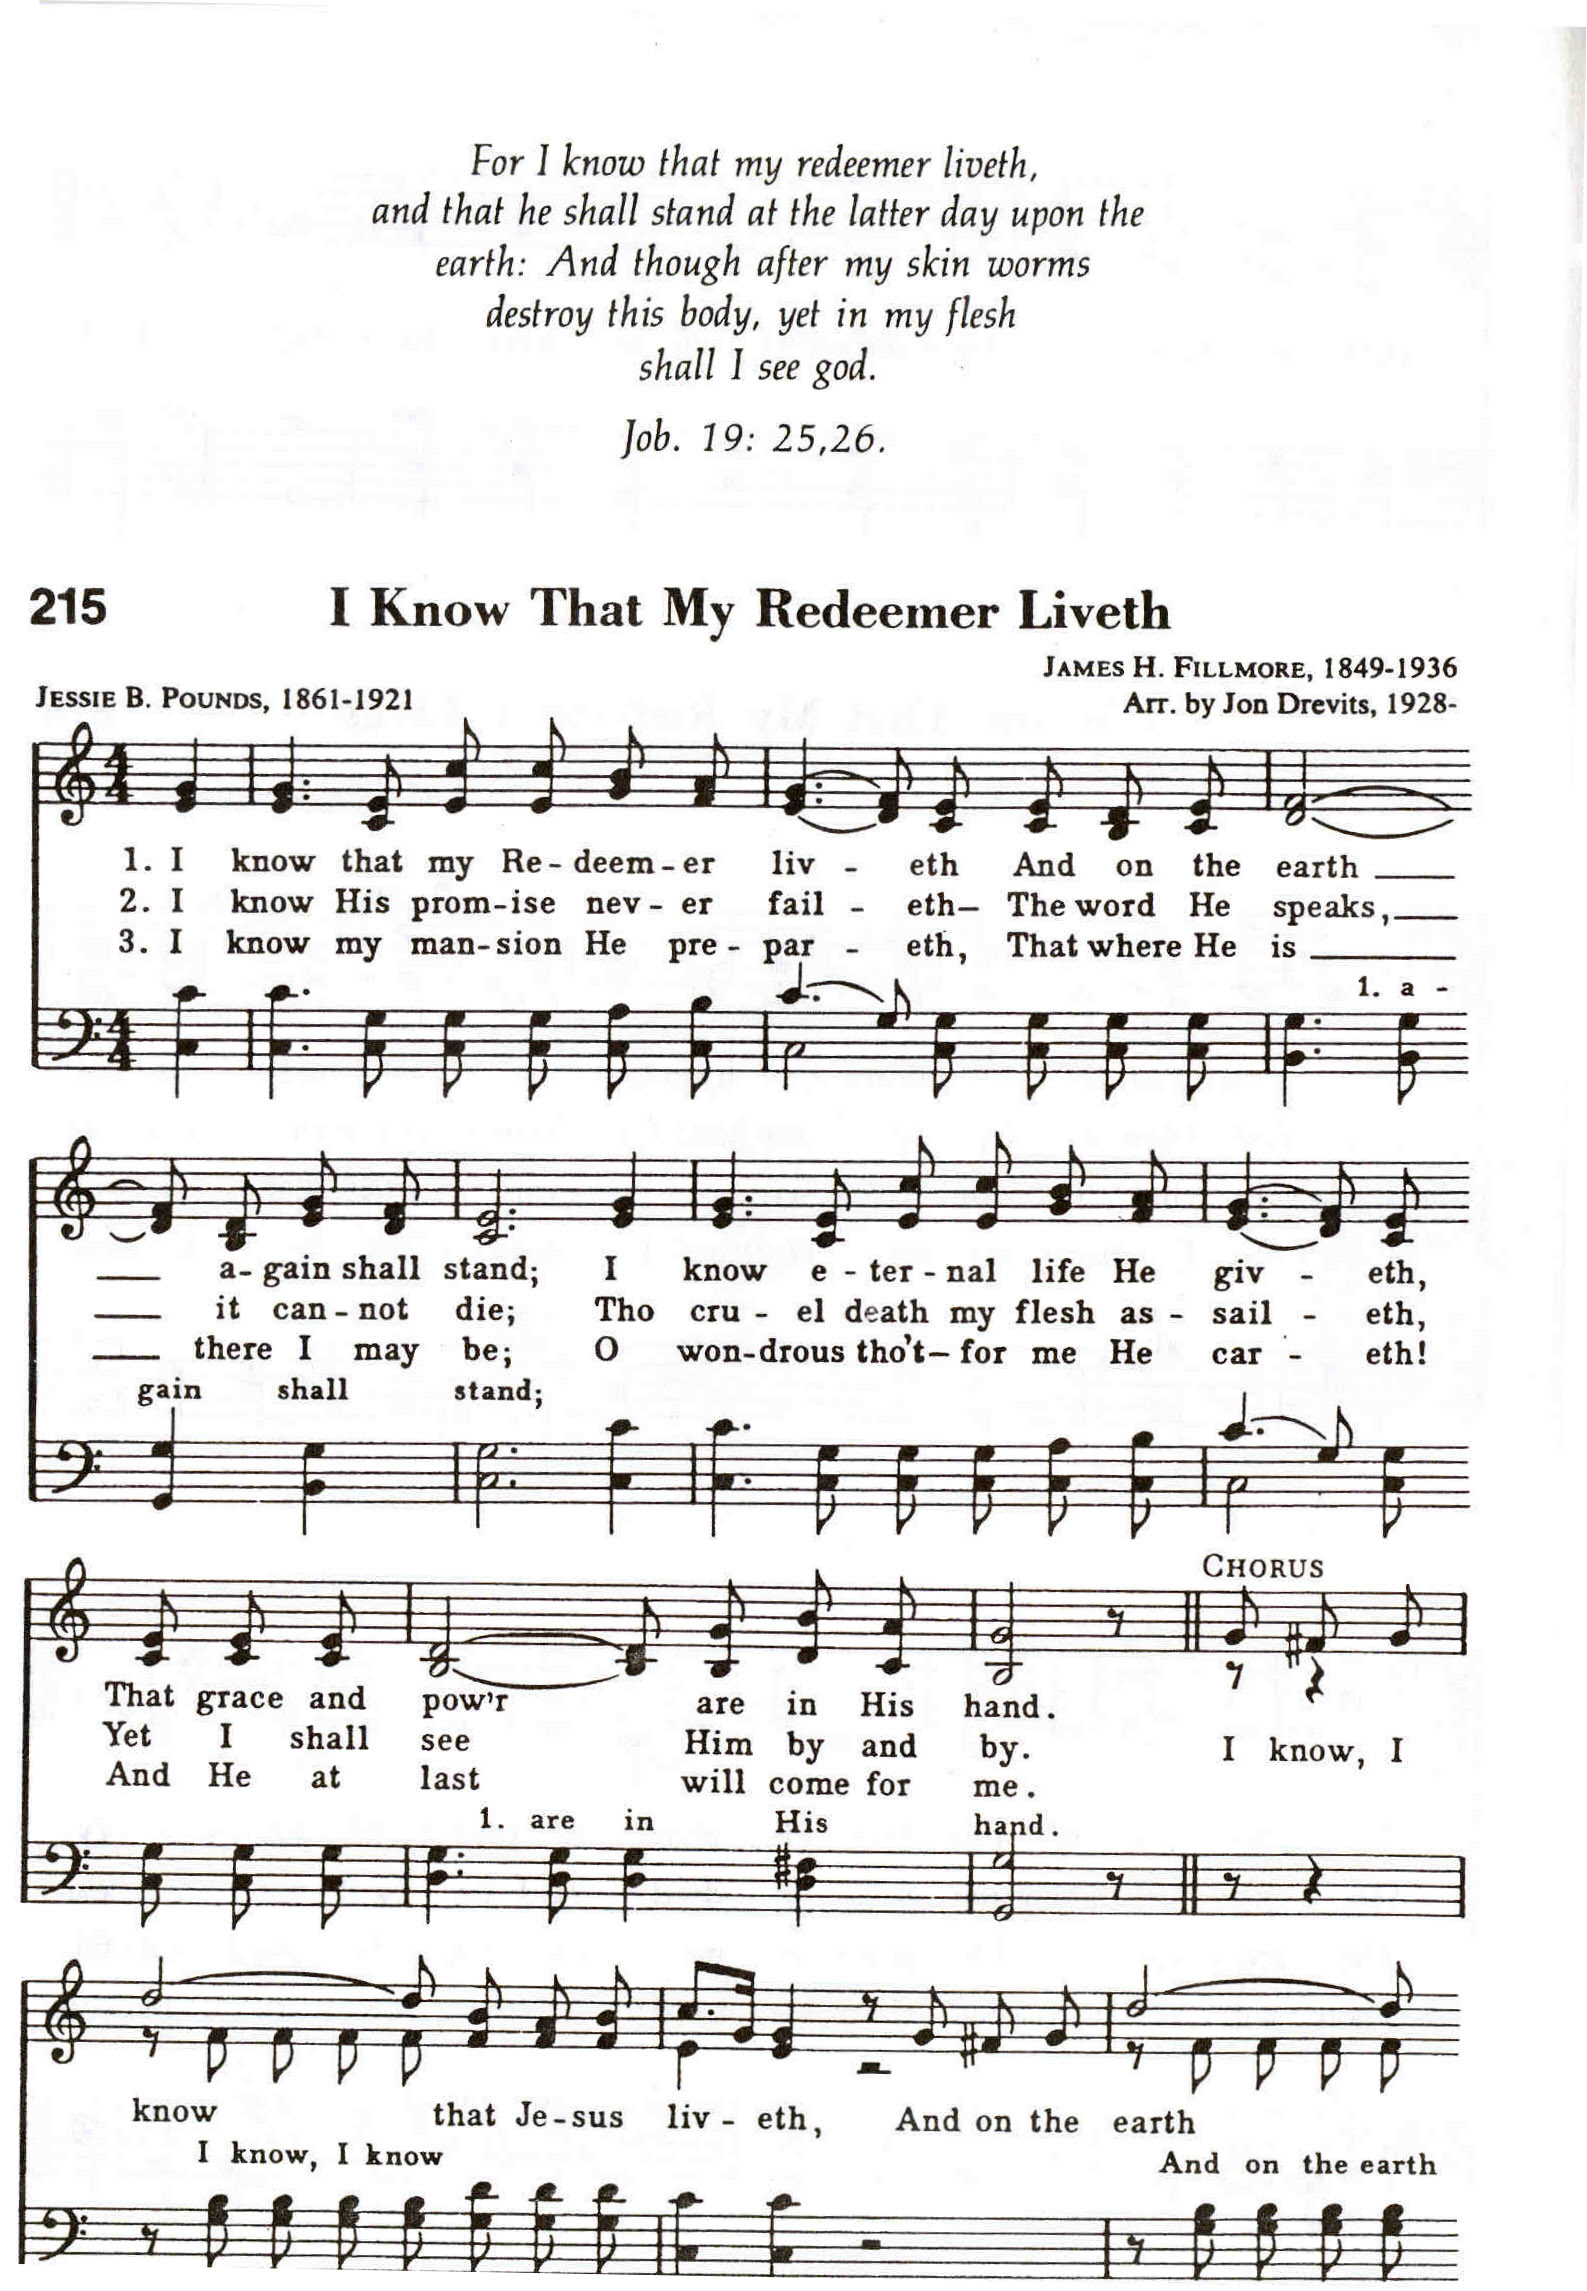 For I know that my redeemer liveth,
and that he shall stand at the latter day upon the
earth: And though after my skin worms
destroy this body, yet in my flesh
shall I see god.
Job. 19: 25,26.
215 I Know That My Redeemer Liveth
JAMES H. FILLMORE, 1849-1936
JESSIE B. POUNDS, 1861-1921
Arr. by Jon Drevits, 1928-
1. I know that my Re-deem-er liv - eth And on the earth
2. I know His prom-ise nev-er fail - eth— The word He speaks,
3. I know my man-sion He pre-par - eth, That where He is
1. a -
a-gain shall stand; I know e-ter-nal life He giv - eth,
it can-not die; Tho cru-el death my flesh as-sail - eth,
there I may be; O won-drous tho't—for me He car - eth!
gain shall stand;
CHORUS
That grace and pow'r are in His hand.
Yet I shall see Him by and by. I know, I
And He at last will come for me.
1. are in His hand.
know that Je-sus liv - eth, And on the earth
I know, I know And on the earth